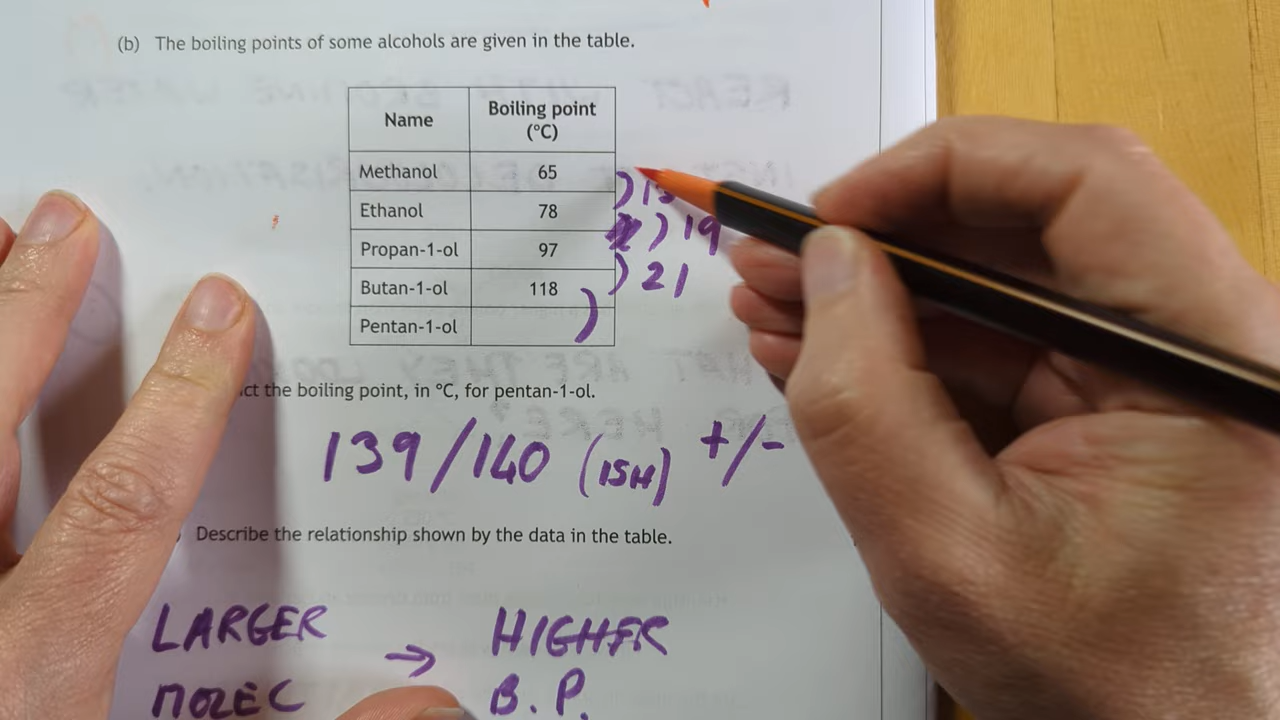 (b) The boiling points of some alcohols are given in the table.
Name Boiling point (°C)
Methanol 65
Ethanol 78
Propan-1-ol 97
Butan-1-ol 118
Pentan-1-ol
)
) 19
) 21
)
the boiling point, in °C, for pentan-1-ol.
139/140 (ISH) +/-
Describe the relationship shown by the data in the table.
LARGER → HIGHER
MOLEC B.P.